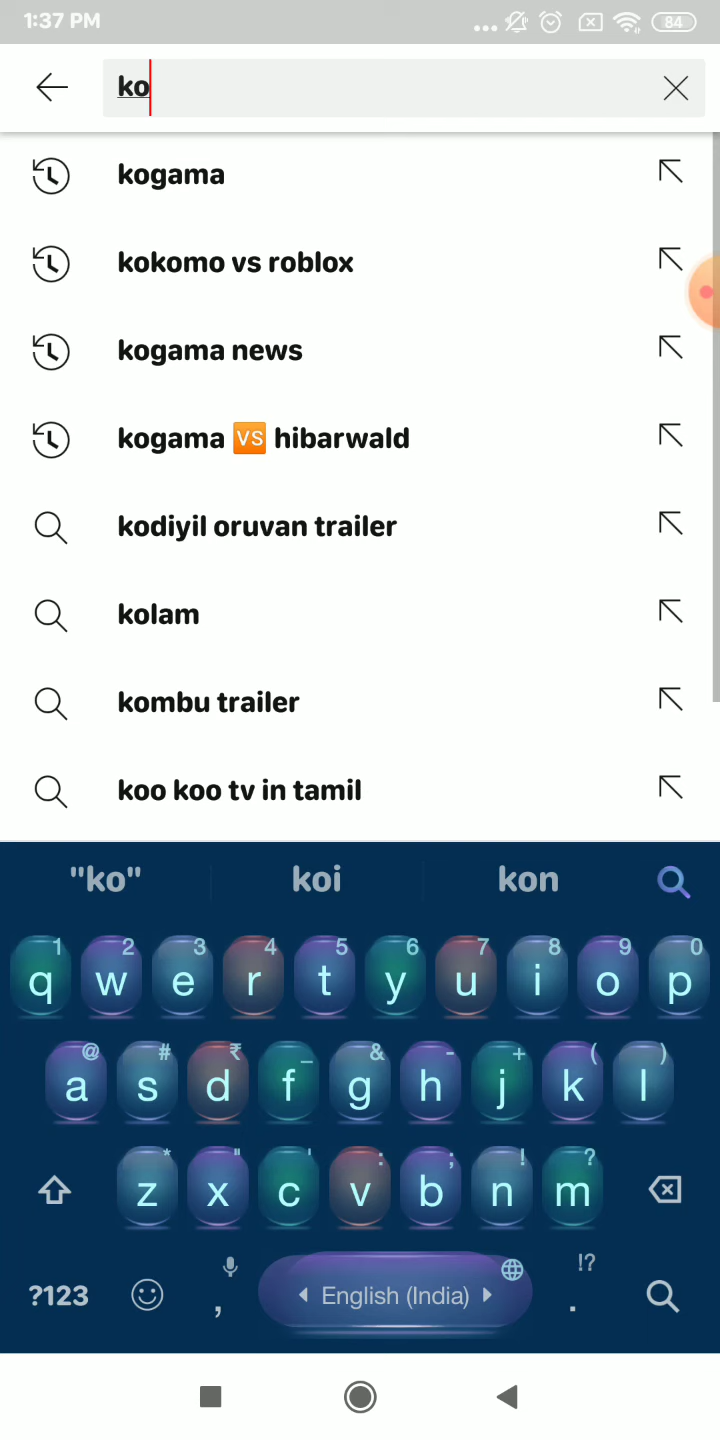 1:37 PM
84
ko
kogama
kokomo vs roblox
kogama news
kogama 🆚 hibarwald
kodiyil oruvan trailer
kolam
kombu trailer
koo koo tv in tamil
"ko" koi kon
1 2 3 4 5 6 7 8 9 0
q w e r t y u i o p
@ # ₹ _ & - + ( )
a s d f g h j k l
* " ' : ; ! ?
z x c v b n m
!?
?123 , English (India) .